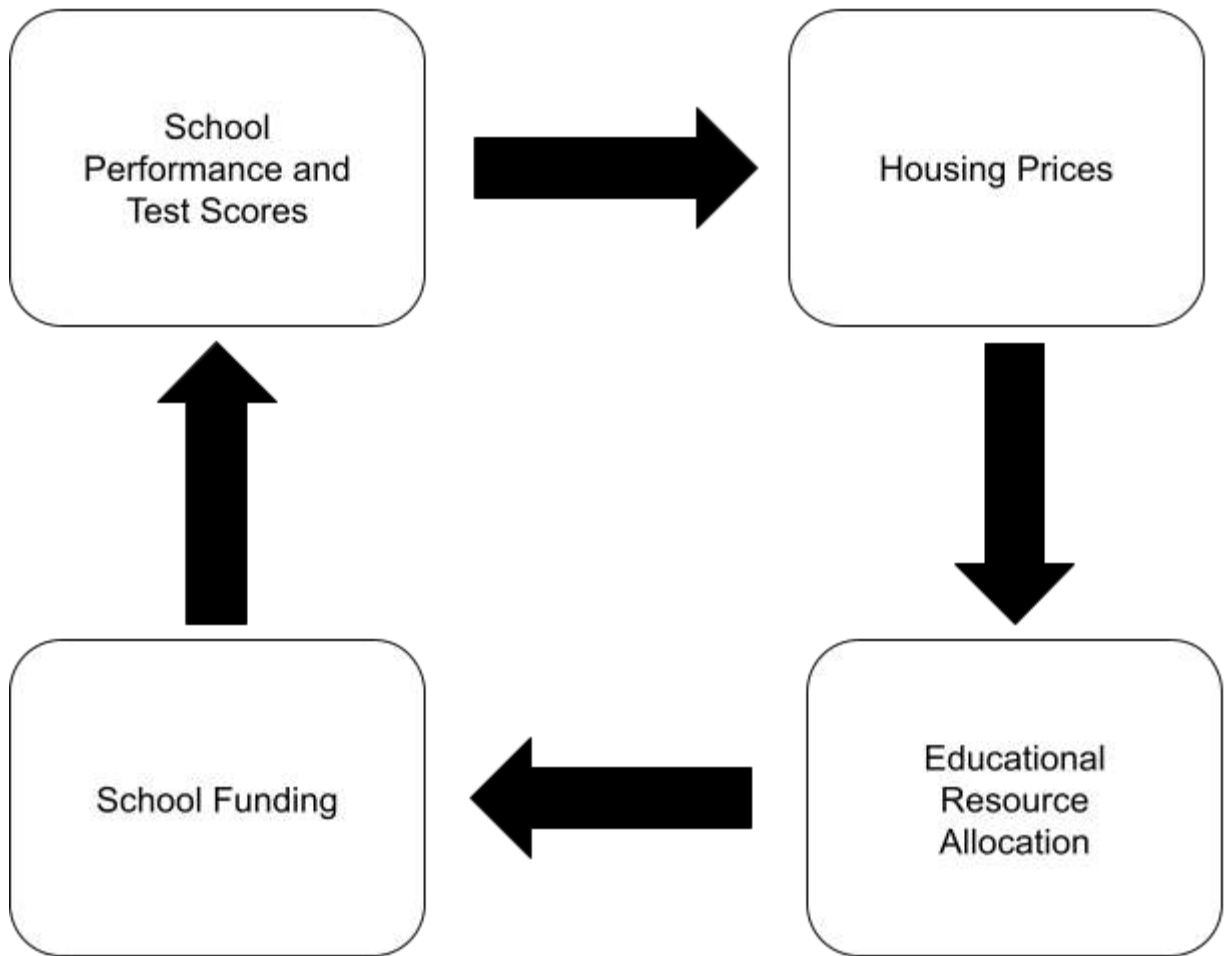 School
Performance and
Test Scores
Housing Prices
School Funding
Educational
Resource
Allocation